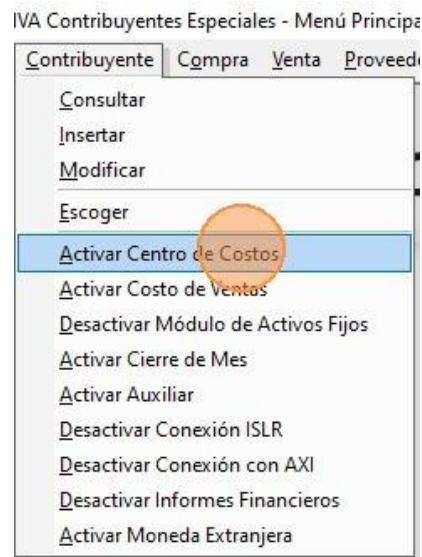 IVA Contribuyentes Especiales - Menú Principa
Contribuyente Compra Venta Proveed
Consultar
Insertar
Modificar
Escoger
Activar Centro de Costos
Activar Costo de Ventas
Desactivar Módulo de Activos Fijos
Activar Cierre de Mes
Activar Auxiliar
Desactivar Conexión ISLR
Desactivar Conexión con AXI
Desactivar Informes Financieros
Activar Moneda Extranjera